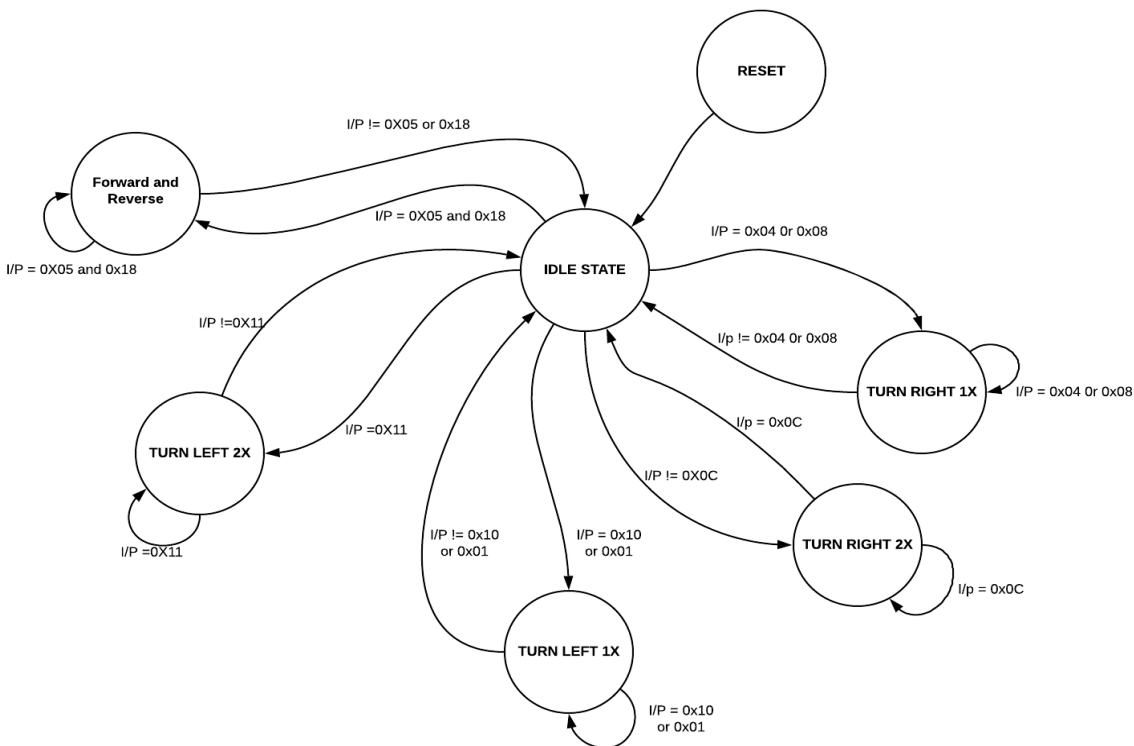 RESET
I/P != 0X05 or 0x18
Forward and
Reverse
I/P = 0X05 and 0x18
I/P = 0X05 and 0x18
IDLE STATE
I/P = 0x04 0r 0x08
I/P !=0X11
I/p != 0x04 0r 0x08
TURN RIGHT 1X
I/P = 0x04 0r 0x08
TURN LEFT 2X
I/P =0X11
I/p = 0x0C
I/P != 0X0C
I/P =0X11
I/P != 0x10
or 0x01
I/P = 0x10
or 0x01
TURN RIGHT 2X
I/p = 0x0C
TURN LEFT 1X
I/P = 0x10
or 0x01